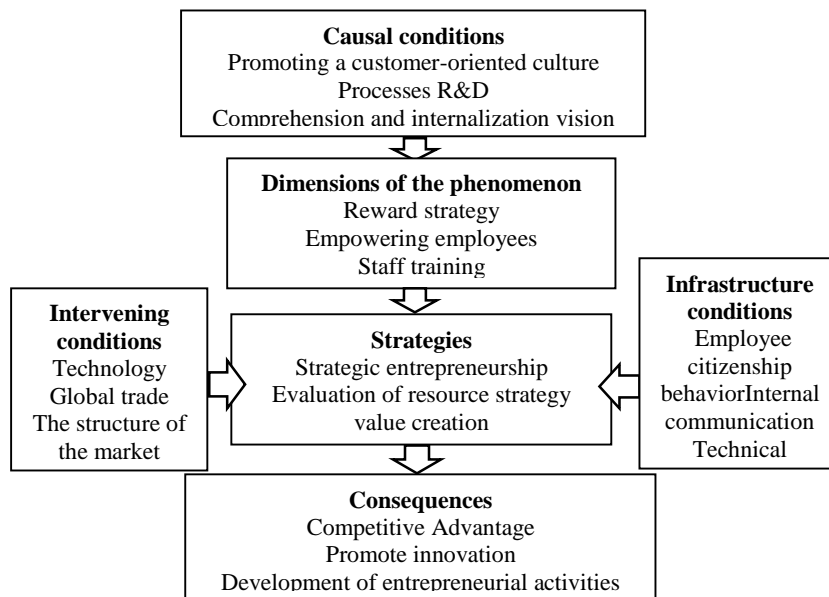 Causal conditions
Promoting a customer-oriented culture
Processes R&D
Comprehension and internalization vision
Dimensions of the phenomenon
Reward strategy
Empowering employees
Staff training
Intervening
conditions
Technology
Global trade
The structure of
the market
Strategies
Strategic entrepreneurship
Evaluation of resource strategy
value creation
Infrastructure
conditions
Employee
citizenship
behaviorInternal
communication
Technical
Consequences
Competitive Advantage
Promote innovation
Development of entrepreneurial activities